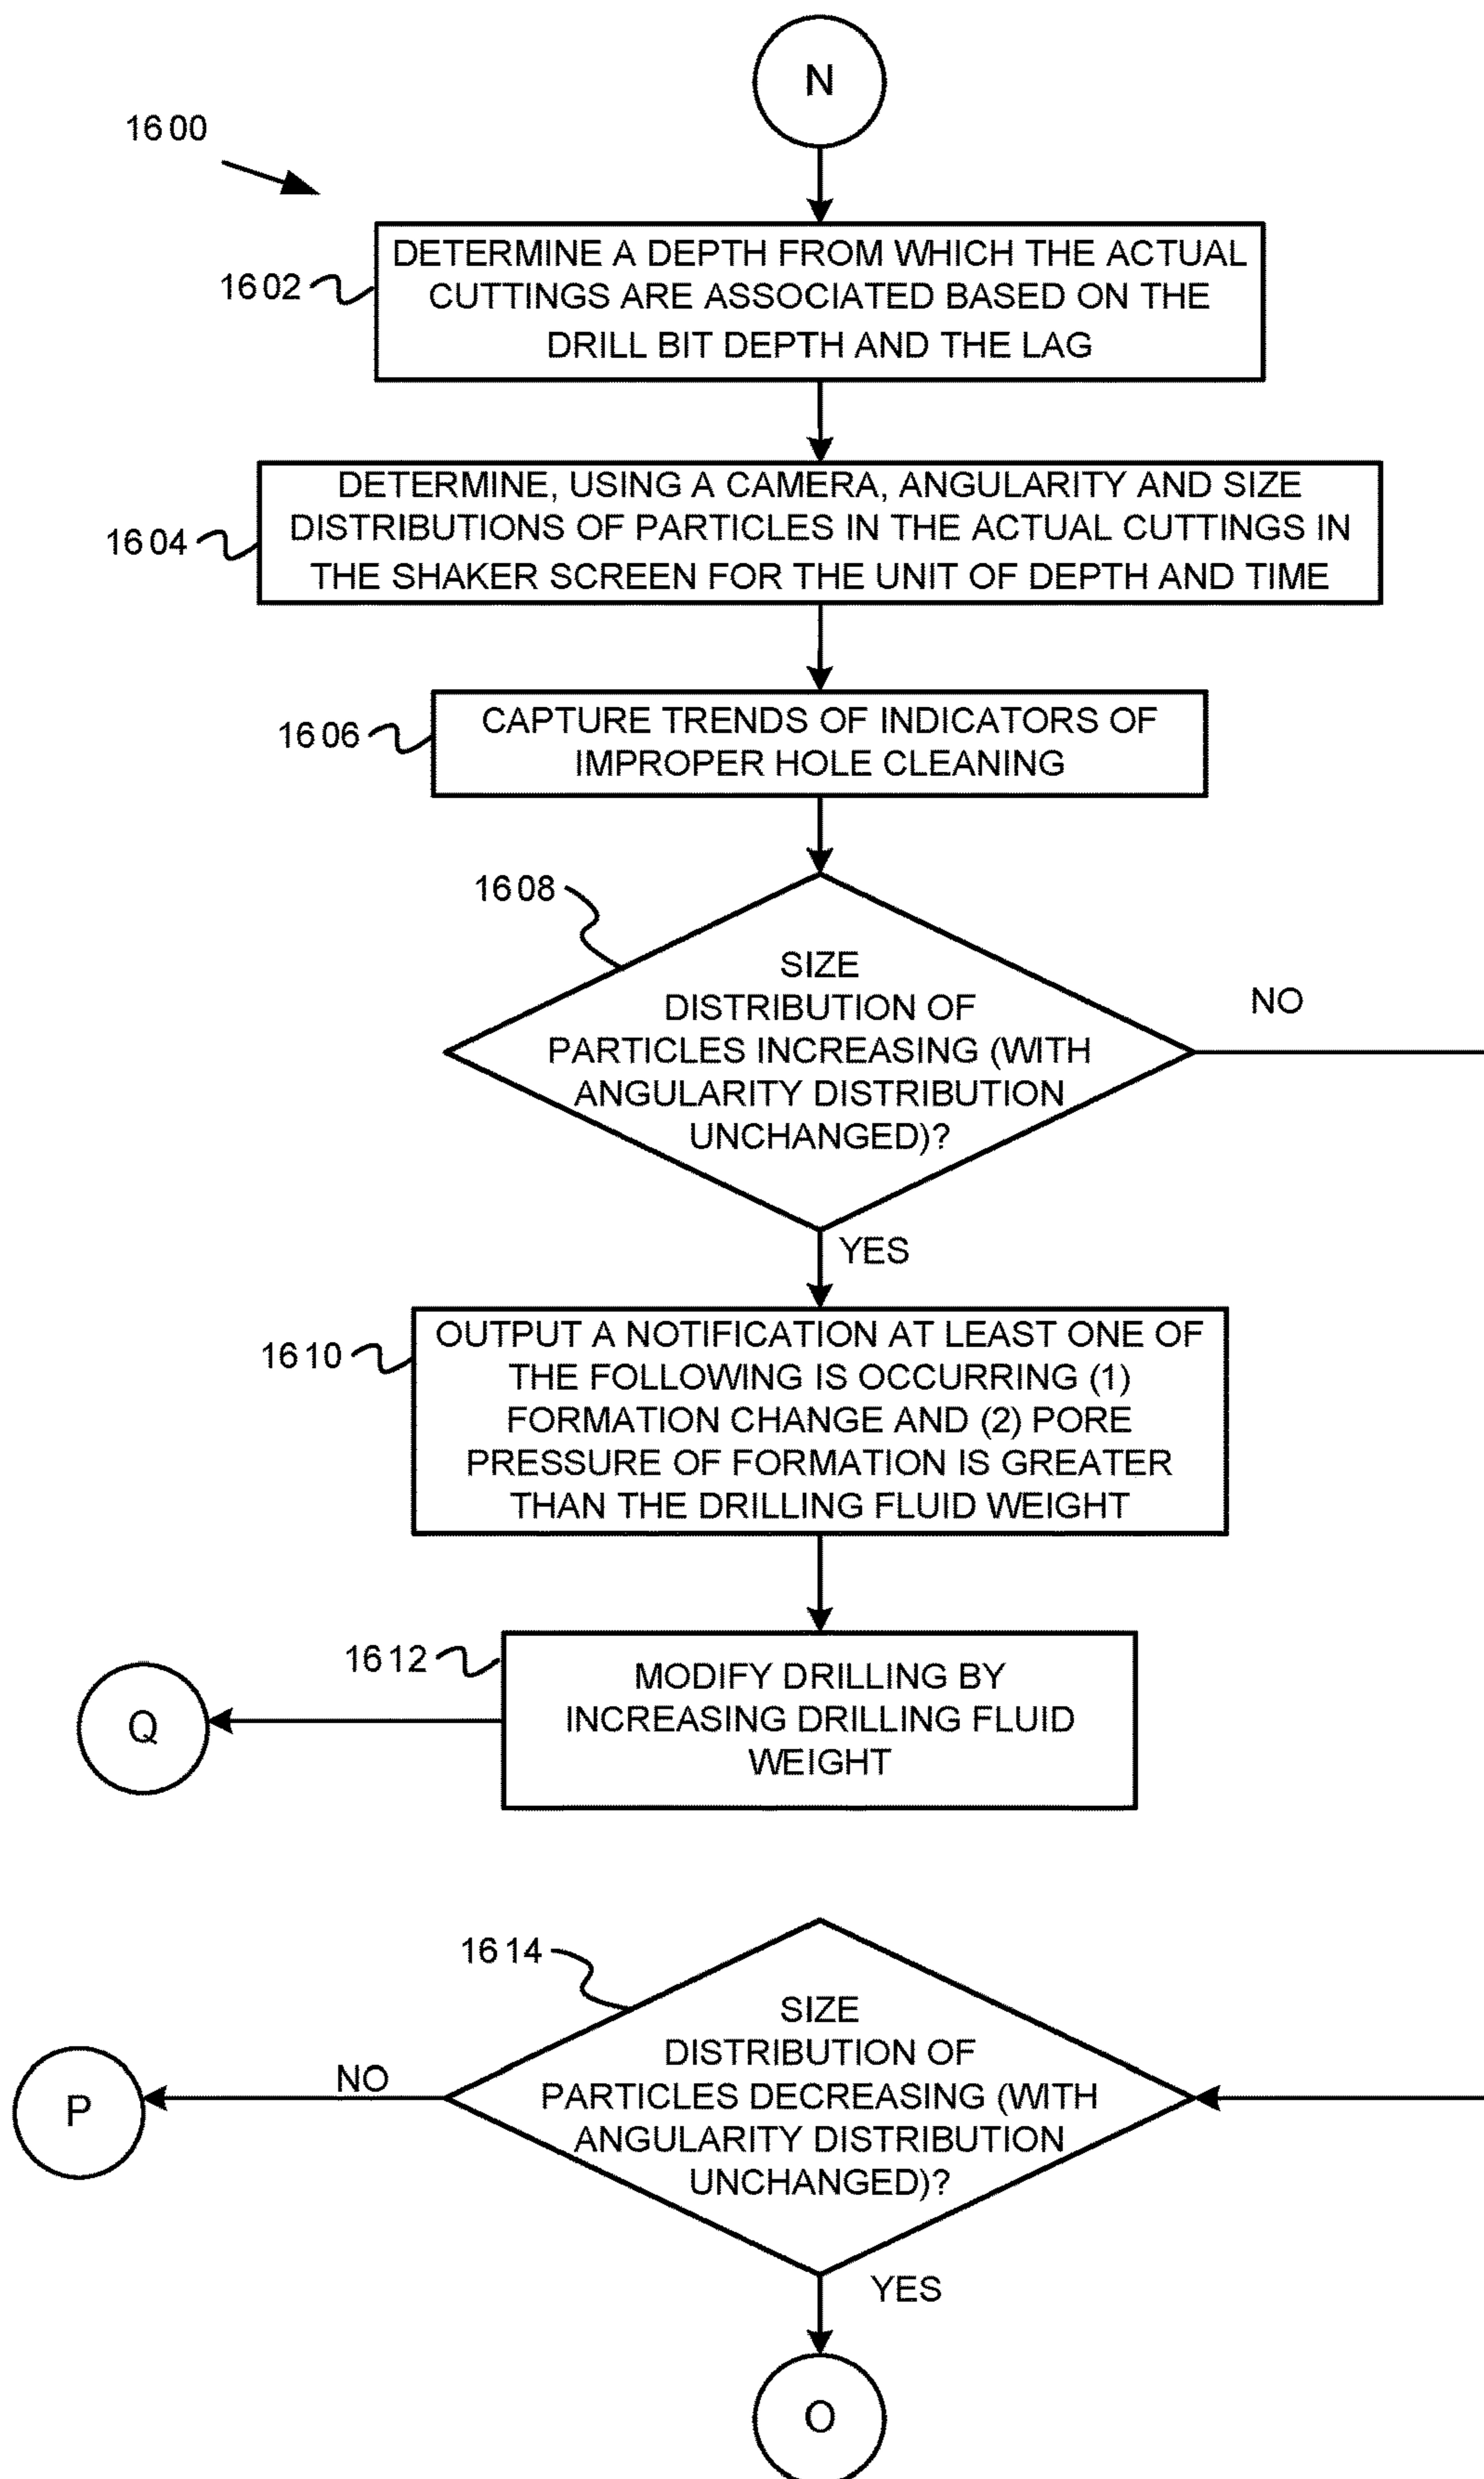 N
1600
1602
DETERMINE A DEPTH FROM WHICH THE ACTUAL
CUTTINGS ARE ASSOCIATED BASED ON THE
DRILL BIT DEPTH AND THE LAG
1604
DETERMINE, USING A CAMERA, ANGULARITY AND SIZE
DISTRIBUTIONS OF PARTICLES IN THE ACTUAL CUTTINGS IN
THE SHAKER SCREEN FOR THE UNIT OF DEPTH AND TIME
1606
CAPTURE TRENDS OF INDICATORS OF
IMPROPER HOLE CLEANING
1608
SIZE
DISTRIBUTION OF
PARTICLES INCREASING (WITH
ANGULARITY DISTRIBUTION
UNCHANGED)?
NO
YES
1610
OUTPUT A NOTIFICATION AT LEAST ONE OF
THE FOLLOWING IS OCCURRING (1)
FORMATION CHANGE AND (2) PORE
PRESSURE OF FORMATION IS GREATER
THAN THE DRILLING FLUID WEIGHT
1612
MODIFY DRILLING BY
INCREASING DRILLING FLUID
WEIGHT
Q
1614
SIZE
DISTRIBUTION OF
PARTICLES DECREASING (WITH
ANGULARITY DISTRIBUTION
UNCHANGED)?
NO
P
YES
O